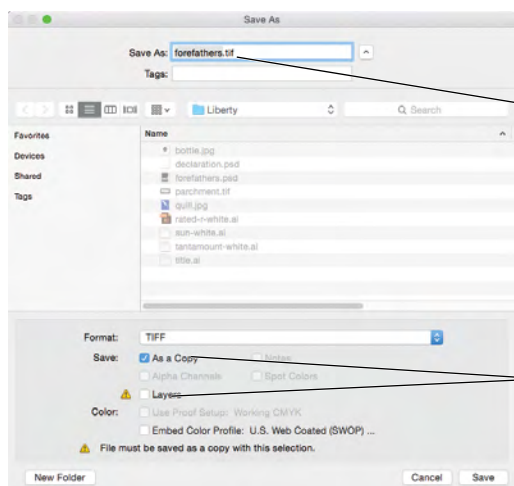 Save As
Save As: forefathers.tif
Tags:
Liberty
Search
Favorites
Devices
Shared
Tags
Name
bottle.jpg
declaration.psd
forefathers.psd
parchment.tif
quill.jpg
rated-r-white.ai
sun-white.ai
tantamount-white.ai
title.ai
Format: TIFF
Save: As a Copy Notes
Alpha Channels Spot Colors
Layers
Color: Use Proof Setup: Working CMYK
Embed Color Profile: U.S. Web Coated (SWOP) ...
File must be saved as a copy with this selection.
New Folder Cancel Save